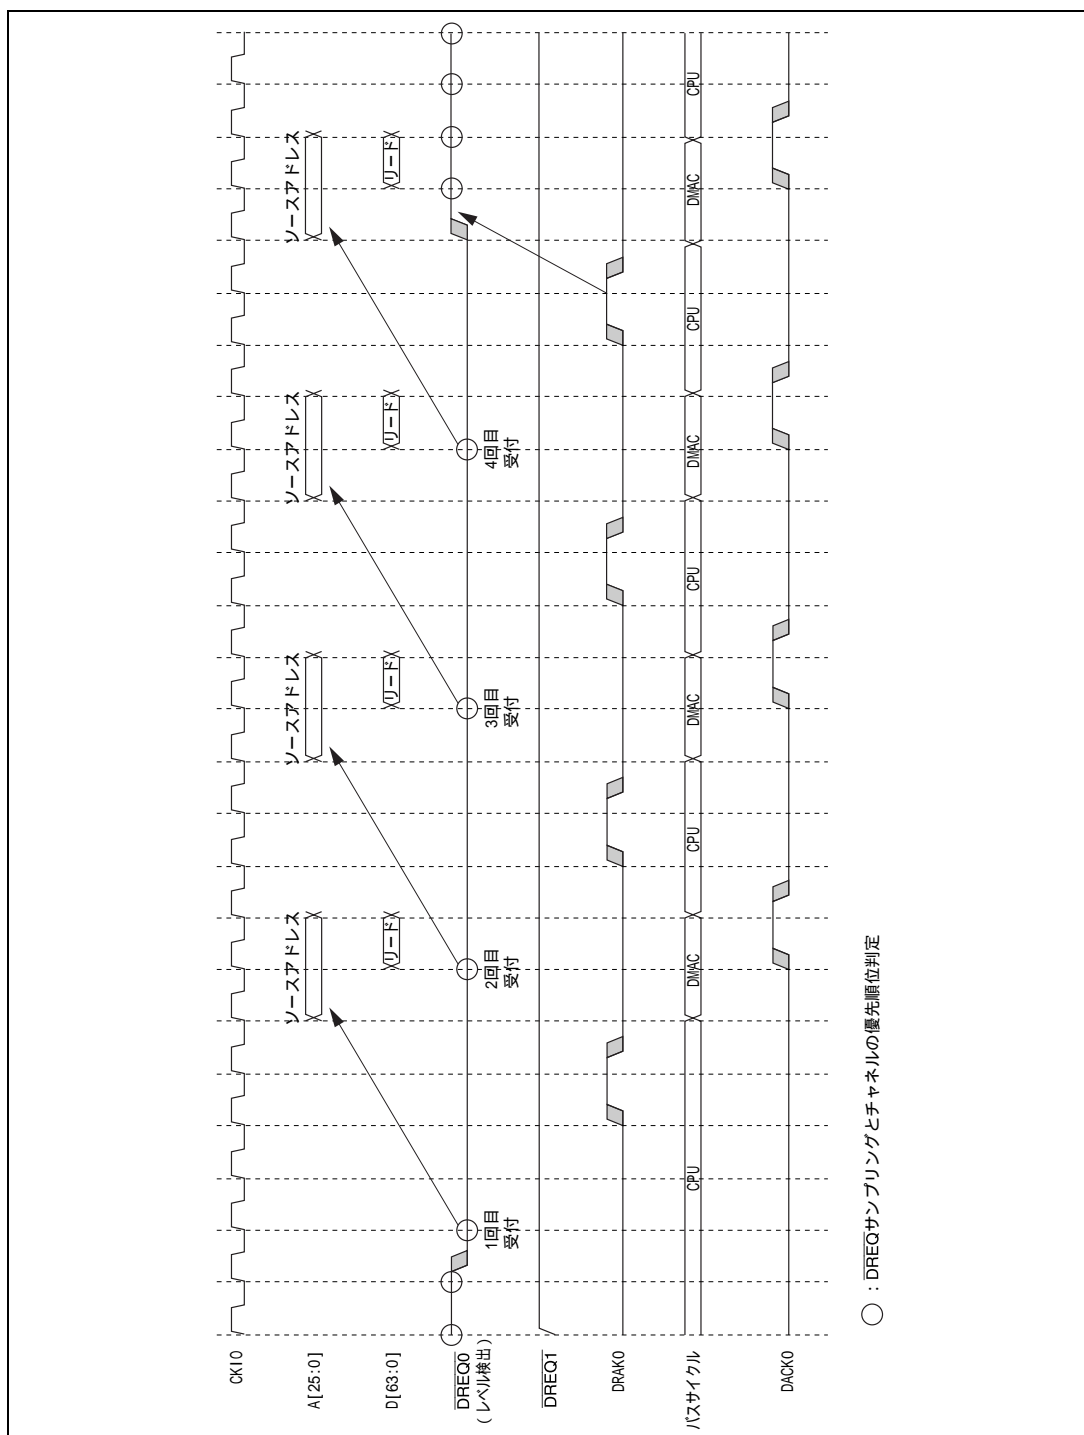 CKIO
A[25:0]
ソースアドレス
ソースアドレス
ソースアドレス
ソースアドレス
D[63:0]
リード
リード
リード
リード
DREQ0
(レベル検出)
1回目
受付
2回目
受付
3回目
受付
4回目
受付
DREQ1
DRAK0
バスサイクル
CPU
DMAC
CPU
DMAC
CPU
DMAC
CPU
DMAC
CPU
DACK0
○ : DREQサンプリングとチャネルの優先順位判定